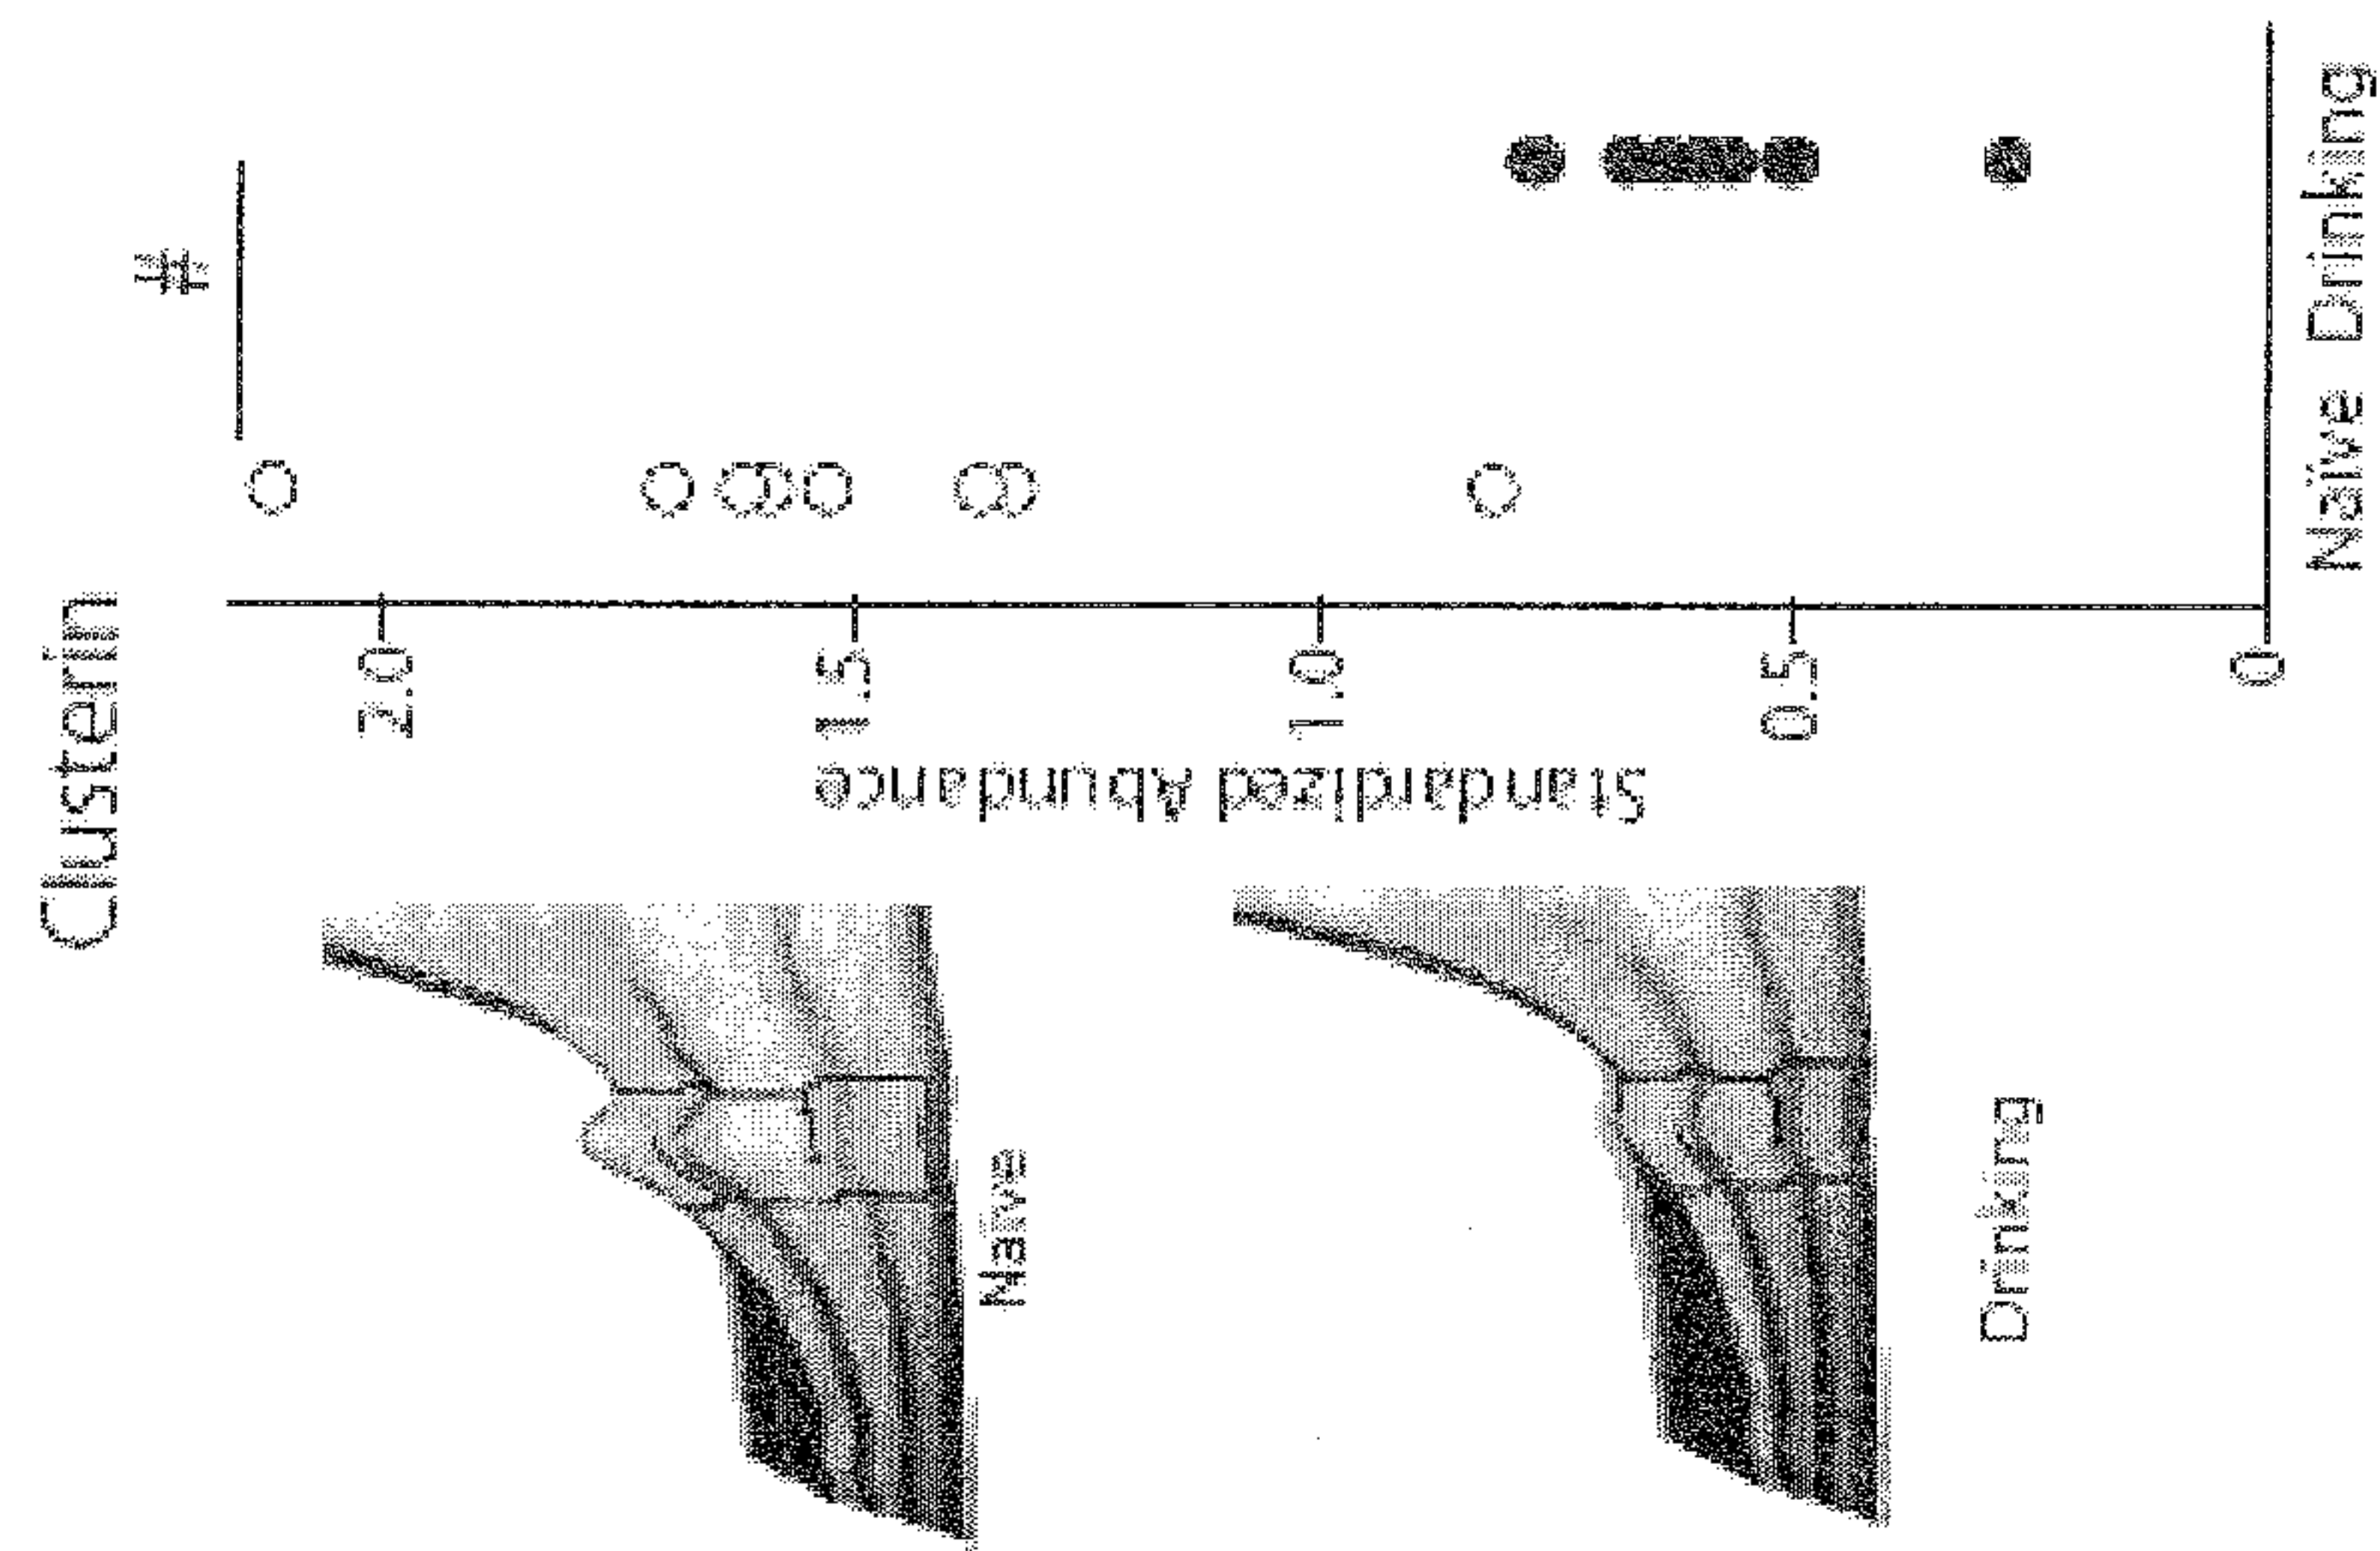 Clusterin
#
2.0
1.5
1.0
0.5
0
Standardized Abundance
Naïve Drinking
Naïve
Drinking